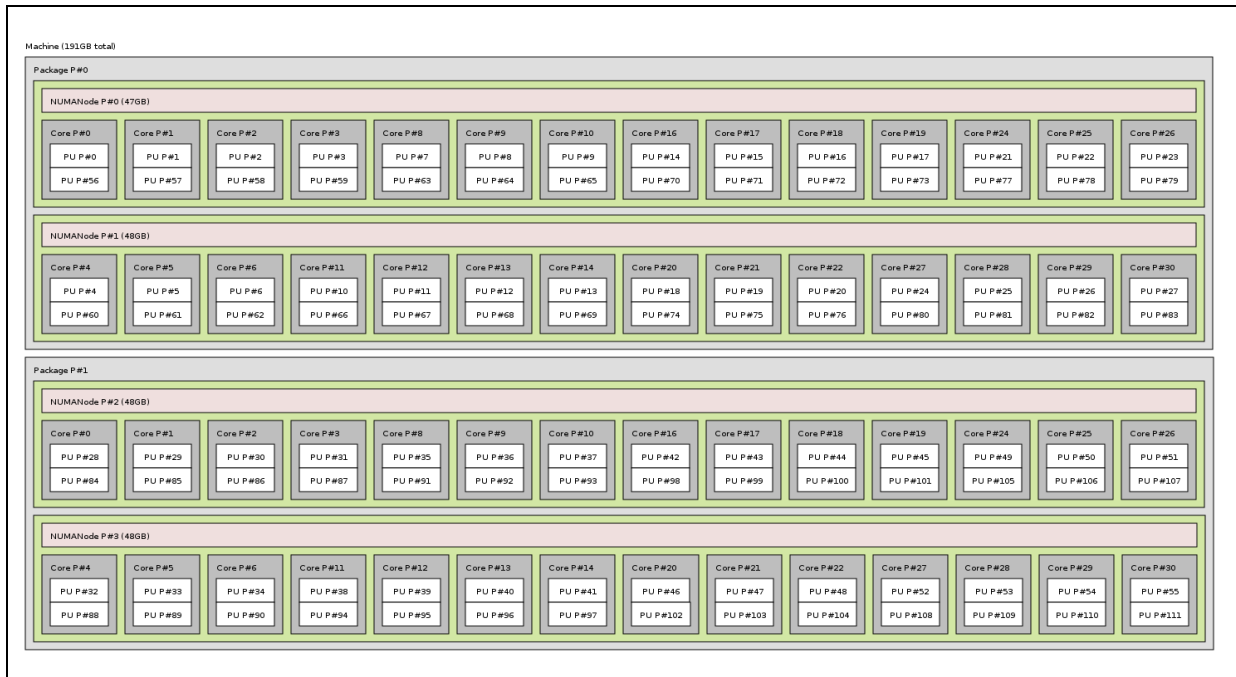 Machine (191GB total)
Package P#0
NUMANode P#0 (47GB)
Core P#0 Core P#1 Core P#2 Core P#3 Core P#8 Core P#9 Core P#10 Core P#16 Core P#17 Core P#18 Core P#19 Core P#24 Core P#25 Core P#26
PU P#0 PU P#1 PU P#2 PU P#3 PU P#7 PU P#8 PU P#9 PU P#14 PU P#15 PU P#16 PU P#17 PU P#21 PU P#22 PU P#23
PU P#56 PU P#57 PU P#58 PU P#59 PU P#63 PU P#64 PU P#65 PU P#70 PU P#71 PU P#72 PU P#73 PU P#77 PU P#78 PU P#79
NUMANode P#1 (48GB)
Core P#4 Core P#5 Core P#6 Core P#11 Core P#12 Core P#13 Core P#14 Core P#20 Core P#21 Core P#22 Core P#27 Core P#28 Core P#29 Core P#30
PU P#4 PU P#5 PU P#6 PU P#10 PU P#11 PU P#12 PU P#13 PU P#18 PU P#19 PU P#20 PU P#24 PU P#25 PU P#26 PU P#27
PU P#60 PU P#61 PU P#62 PU P#66 PU P#67 PU P#68 PU P#69 PU P#74 PU P#75 PU P#76 PU P#80 PU P#81 PU P#82 PU P#83
Package P#1
NUMANode P#2 (48GB)
Core P#0 Core P#1 Core P#2 Core P#3 Core P#8 Core P#9 Core P#10 Core P#16 Core P#17 Core P#18 Core P#19 Core P#24 Core P#25 Core P#26
PU P#28 PU P#29 PU P#30 PU P#31 PU P#35 PU P#36 PU P#37 PU P#42 PU P#43 PU P#44 PU P#45 PU P#49 PU P#50 PU P#51
PU P#84 PU P#85 PU P#86 PU P#87 PU P#91 PU P#92 PU P#93 PU P#98 PU P#99 PU P#100 PU P#101 PU P#105 PU P#106 PU P#107
NUMANode P#3 (48GB)
Core P#4 Core P#5 Core P#6 Core P#11 Core P#12 Core P#13 Core P#14 Core P#20 Core P#21 Core P#22 Core P#27 Core P#28 Core P#29 Core P#30
PU P#32 PU P#33 PU P#34 PU P#38 PU P#39 PU P#40 PU P#41 PU P#46 PU P#47 PU P#48 PU P#52 PU P#53 PU P#54 PU P#55
PU P#88 PU P#89 PU P#90 PU P#94 PU P#95 PU P#96 PU P#97 PU P#102 PU P#103 PU P#104 PU P#108 PU P#109 PU P#110 PU P#111